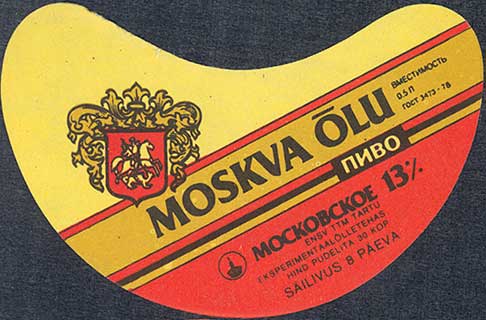 MOSKVA ÕLU
ВМЕСТИМОСТЬ
0.5 Л
ГОСТ 3473 - 78
ПИВО
МОСКОВСКОЕ 13%
ENSV TTM TARTU
EKSPERIMENTAALÕLLETEHAS
HIND PUDELITA 30 KOP
SÄILIVUS 8 PÄEVA